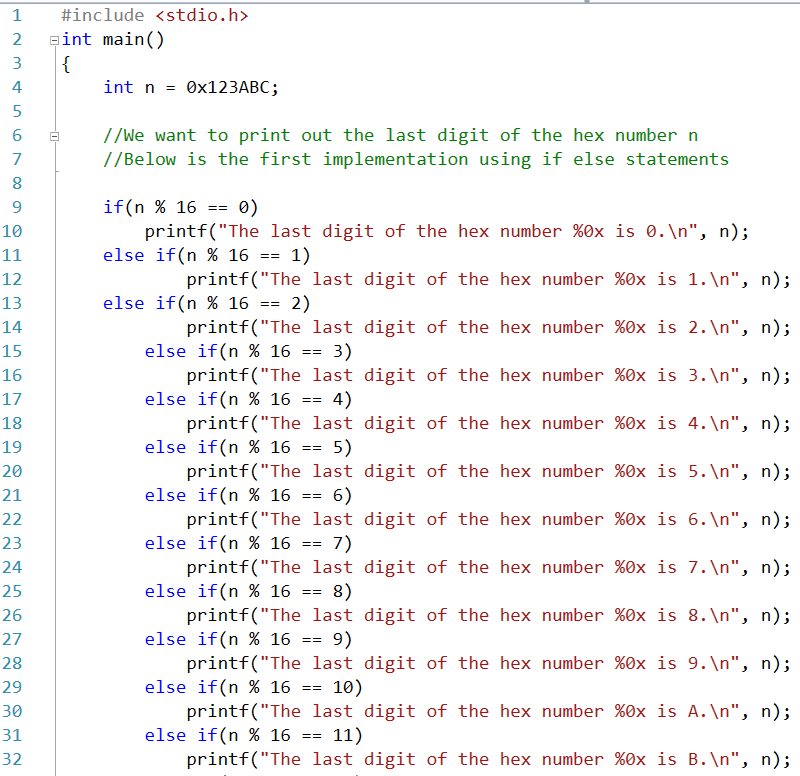 1 #include <stdio.h>
2 int main()
3 {
4 int n = 0x123ABC;
5
6 //We want to print out the last digit of the hex number n
7 //Below is the first implementation using if else statements
8
9 if(n % 16 == 0)
10 printf("The last digit of the hex number %0x is 0.\n", n);
11 else if(n % 16 == 1)
12 printf("The last digit of the hex number %0x is 1.\n", n);
13 else if(n % 16 == 2)
14 printf("The last digit of the hex number %0x is 2.\n", n);
15 else if(n % 16 == 3)
16 printf("The last digit of the hex number %0x is 3.\n", n);
17 else if(n % 16 == 4)
18 printf("The last digit of the hex number %0x is 4.\n", n);
19 else if(n % 16 == 5)
20 printf("The last digit of the hex number %0x is 5.\n", n);
21 else if(n % 16 == 6)
22 printf("The last digit of the hex number %0x is 6.\n", n);
23 else if(n % 16 == 7)
24 printf("The last digit of the hex number %0x is 7.\n", n);
25 else if(n % 16 == 8)
26 printf("The last digit of the hex number %0x is 8.\n", n);
27 else if(n % 16 == 9)
28 printf("The last digit of the hex number %0x is 9.\n", n);
29 else if(n % 16 == 10)
30 printf("The last digit of the hex number %0x is A.\n", n);
31 else if(n % 16 == 11)
32 printf("The last digit of the hex number %0x is B.\n", n);